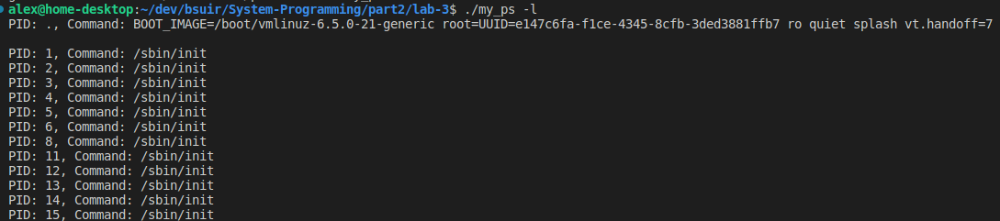 alex@home-desktop:~/dev/bsuir/System-Programming/part2/lab-3$ ./my_ps -l
PID: ., Command: BOOT_IMAGE=/boot/vmlinuz-6.5.0-21-generic root=UUID=e147c6fa-f1ce-4345-8cfb-3ded3881ffb7 ro quiet splash vt.handoff=7
PID: 1, Command: /sbin/init
PID: 2, Command: /sbin/init
PID: 3, Command: /sbin/init
PID: 4, Command: /sbin/init
PID: 5, Command: /sbin/init
PID: 6, Command: /sbin/init
PID: 8, Command: /sbin/init
PID: 11, Command: /sbin/init
PID: 12, Command: /sbin/init
PID: 13, Command: /sbin/init
PID: 14, Command: /sbin/init
PID: 15, Command: /sbin/init